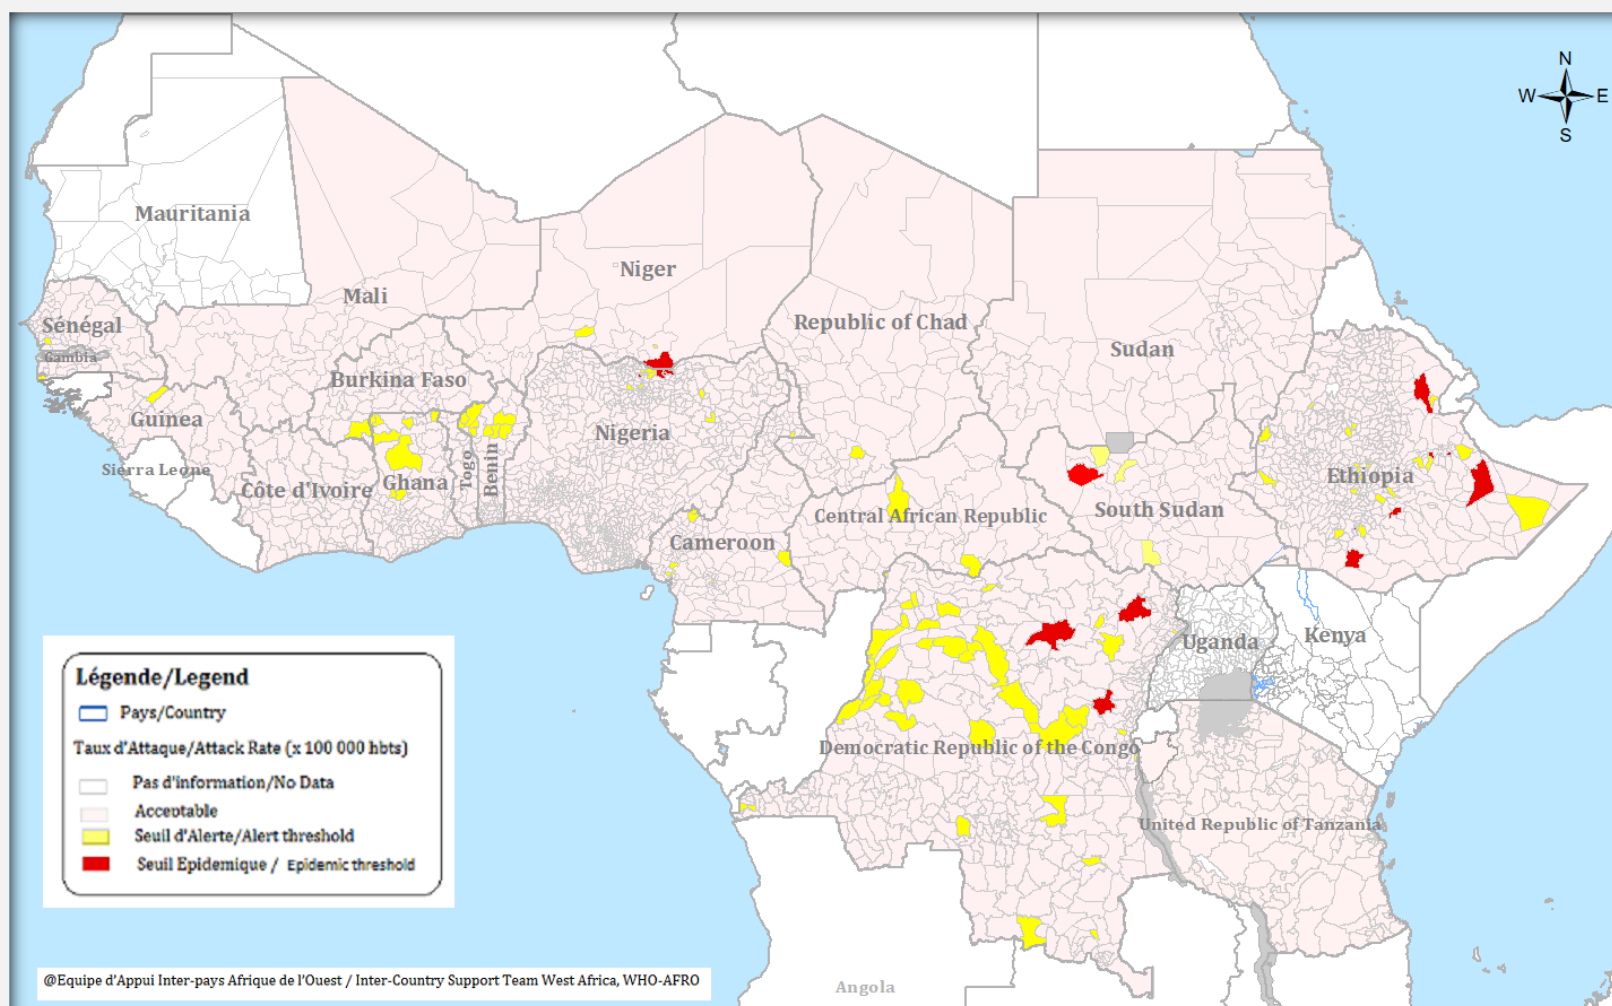 N
W E
S
Mauritania
Niger
Mali
Republic of Chad
Sénégal
Sudan
Gambia
Burkina Faso
Guinea
Nigeria
Sierra Leone
Togo
Benin
Ghana
Côte d'Ivoire
Ethiopia
South Sudan
Central African Republic
Cameroon
Uganda
Kenya
Democratic Republic of the Congo
United Republic of Tanzania
Angola
Légende/Legend
Pays/Country
Taux d'Attaque/Attack Rate (x 100 000 hbts)
Pas d'information/No Data
Acceptable
Seuil d'Alerte/Alert threshold
Seuil Epidemique / Epidemic threshold
@Equipe d'Appui Inter-pays Afrique de l'Ouest / Inter-Country Support Team West Africa, WHO-AFRO